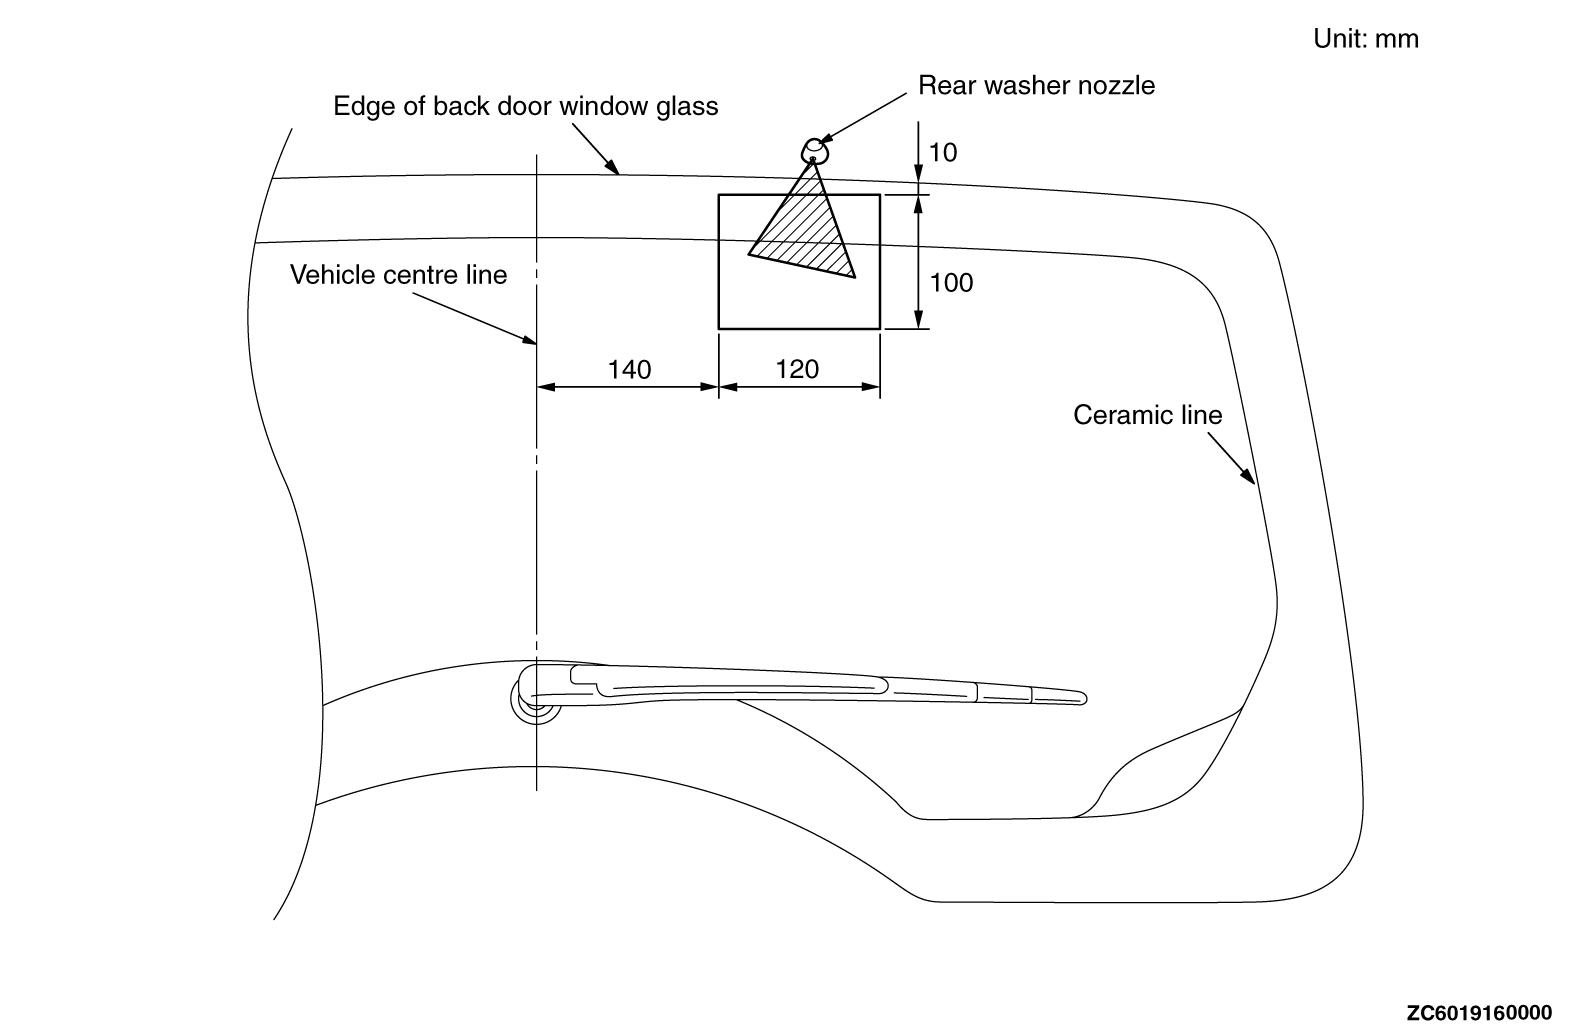 Unit: mm
Rear washer nozzle
Edge of back door window glass
10
Vehicle centre line
100
140
120
Ceramic line
ZC6019160000